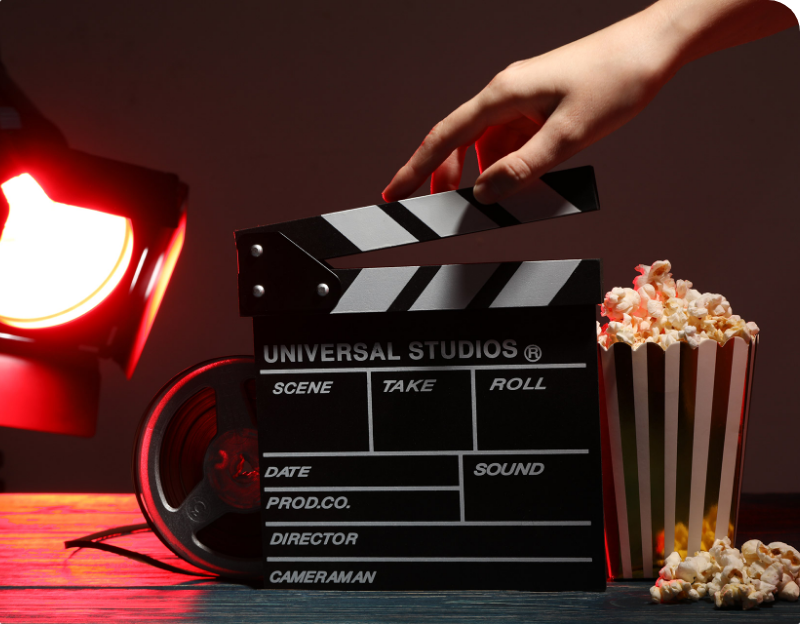 UNIVERSAL STUDIOS®
SCENE TAKE ROLL
DATE SOUND
PROD.CO.
DIRECTOR
CAMERAMAN